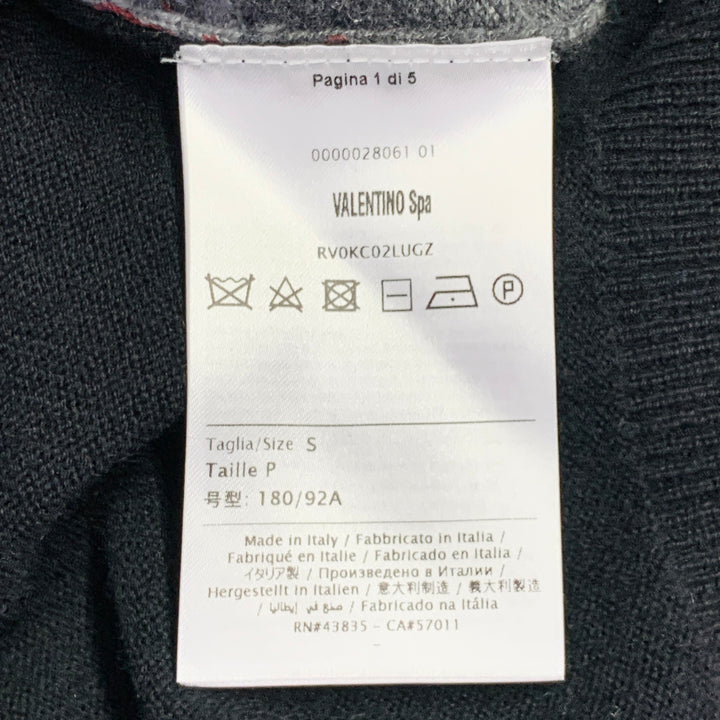 Pagina 1 di 5
0000028061 01
VALENTINO Spa
RV0KC02LUGZ
P
Taglia/Size S
Taille P
号型: 180/92A
Made in Italy / Fabbricato in Italia /
Fabriqué en Italie / Fabricado en Italia /
イタリア製 / Произведено в Италии /
Hergestellt in Italien / 意大利制造 / 義大利製造
/ صنع في إيطاليا / Fabricado na Itália
RN#43835 - CA#57011